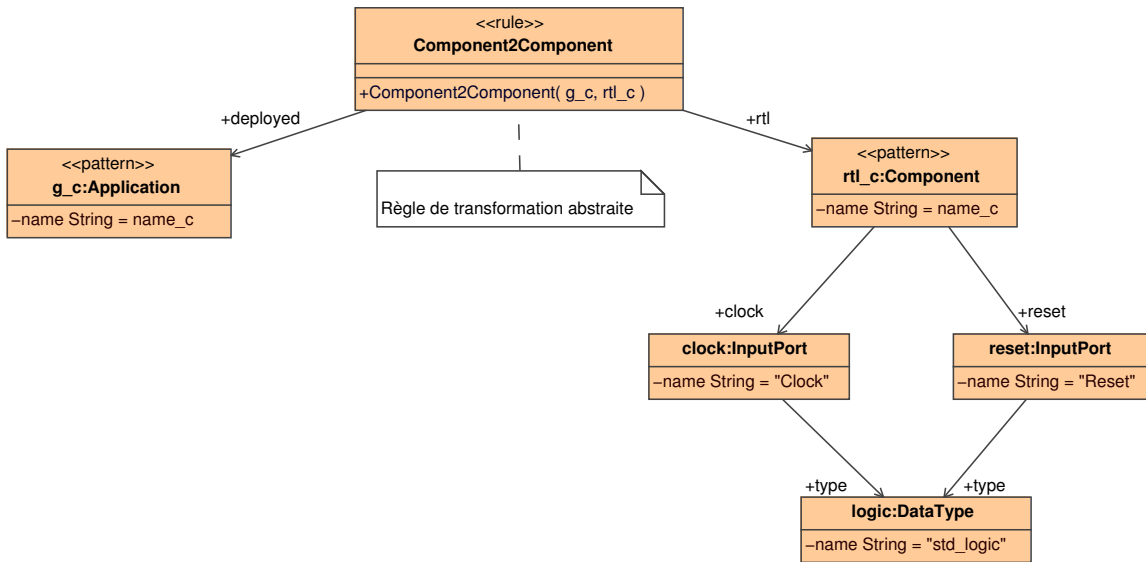 <<rule>>
Component2Component
+Component2Component( g_c, rtl_c )
+deployed
+rtl
<<pattern>>
g_c:Application
−name String = name_c
Règle de transformation abstraite
<<pattern>>
rtl_c:Component
−name String = name_c
+clock
+reset
clock:InputPort
−name String = "Clock"
reset:InputPort
−name String = "Reset"
+type
+type
logic:DataType
−name String = "std_logic"